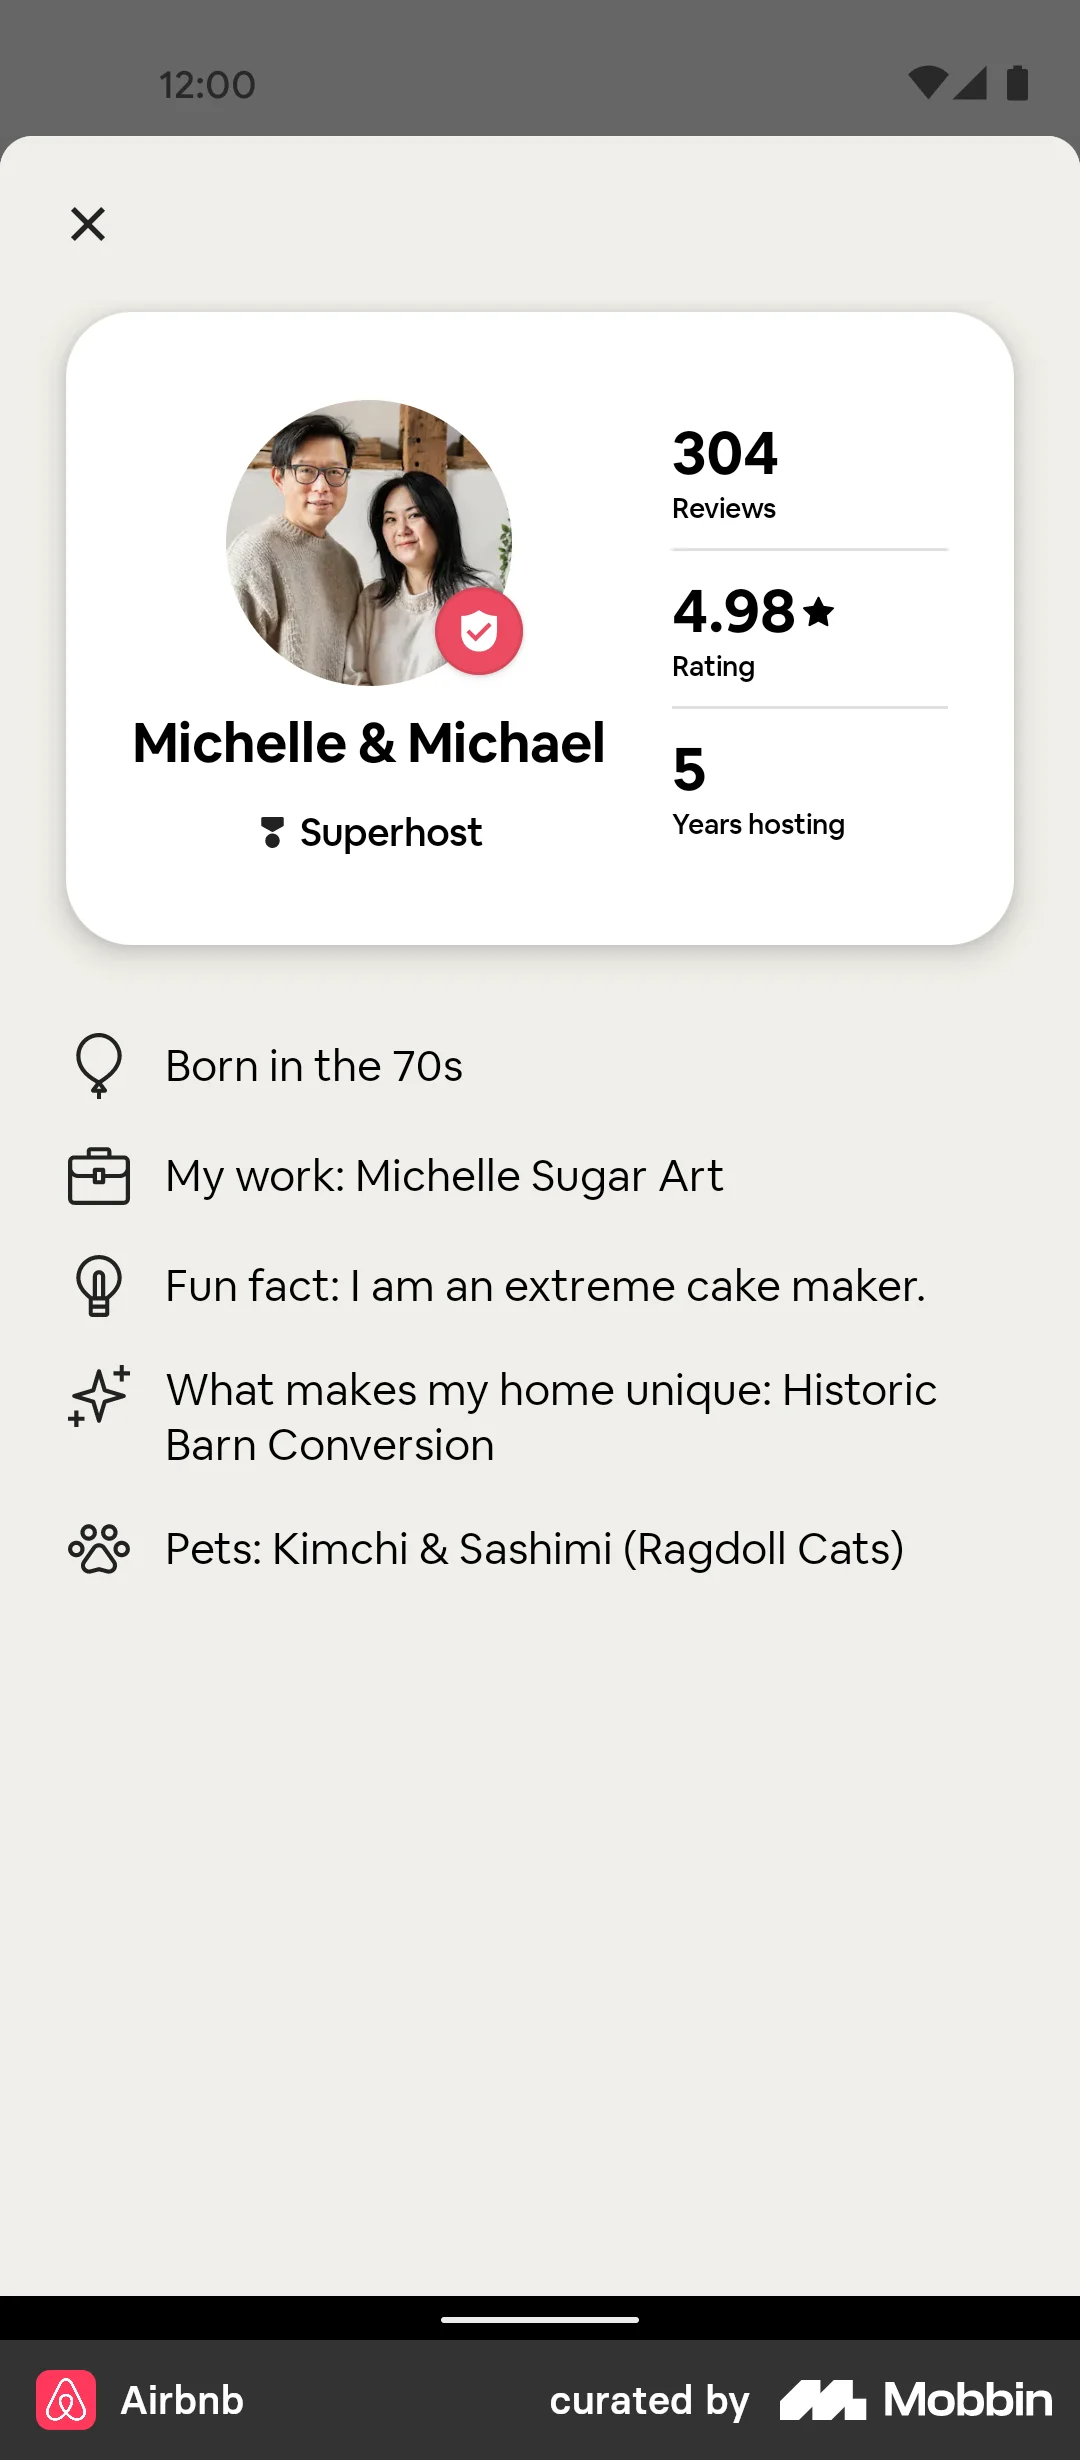 12:00
304
Reviews
4.98
Rating
5
Years hosting
Michelle & Michael
Superhost
Born in the 70s
My work: Michelle Sugar Art
Fun fact: I am an extreme cake maker.
What makes my home unique: Historic
Barn Conversion
Pets: Kimchi & Sashimi (Ragdoll Cats)
Airbnb
curated by Mobbin